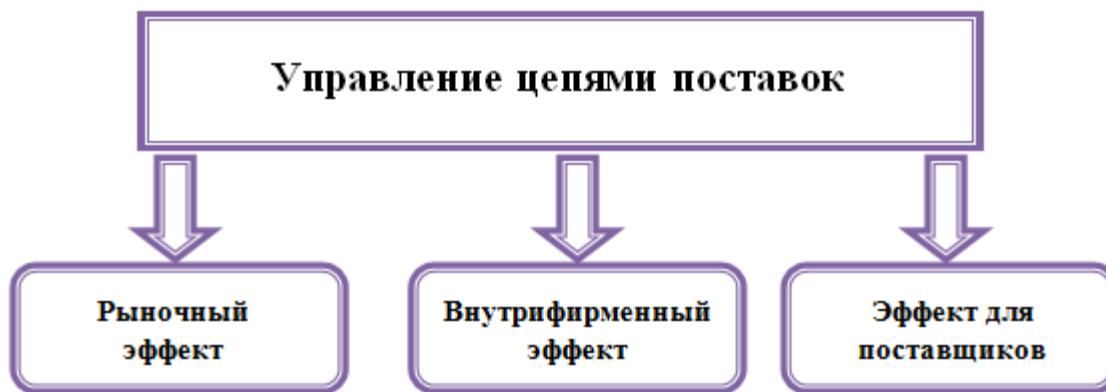 Управление цепями поставок
Рыночный
эффект
Внутрифирменный
эффект
Эффект для
поставщиков